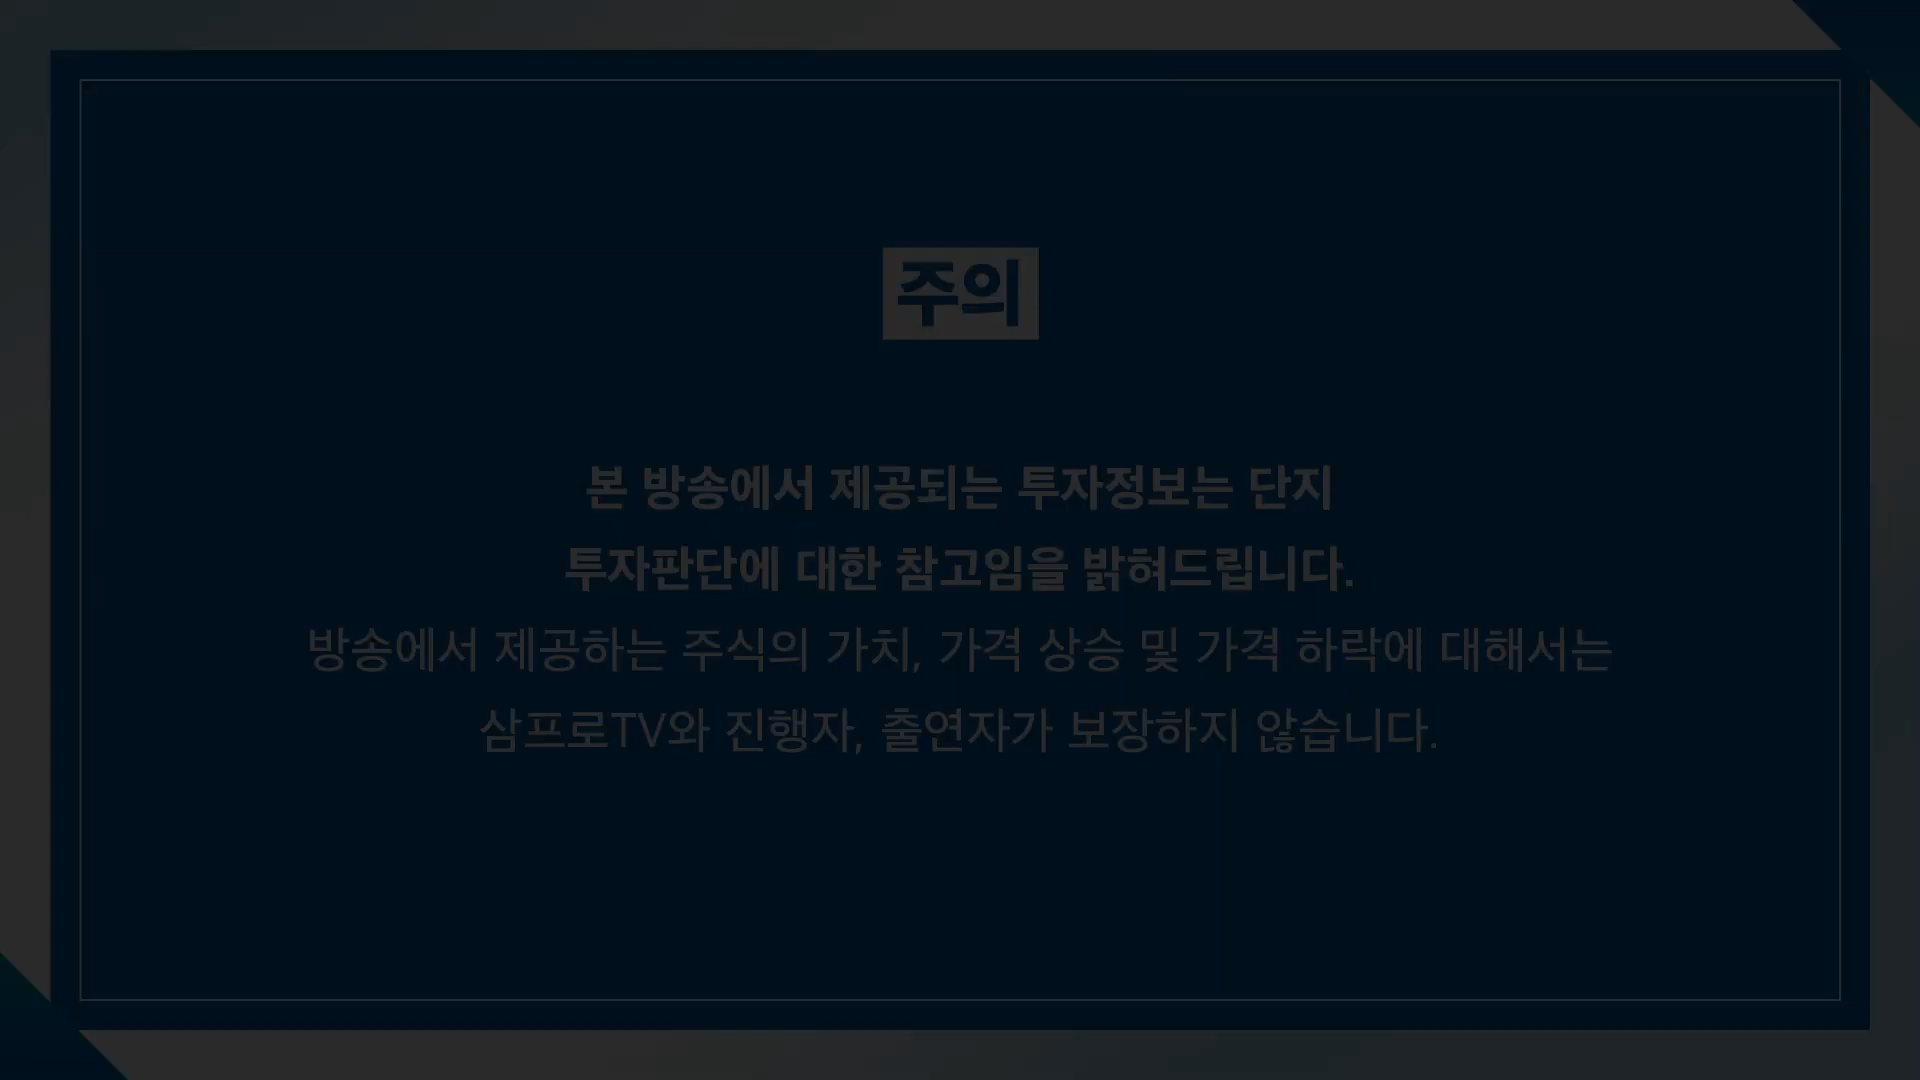 주의
본 방송에서 제공되는 투자정보는 단지
투자판단에 대한 참고임을 밝혀드립니다.
방송에서 제공하는 주식의 가치, 가격 상승 및 가격 하락에 대해서는
삼프로TV와 진행자, 출연자가 보장하지 않습니다.